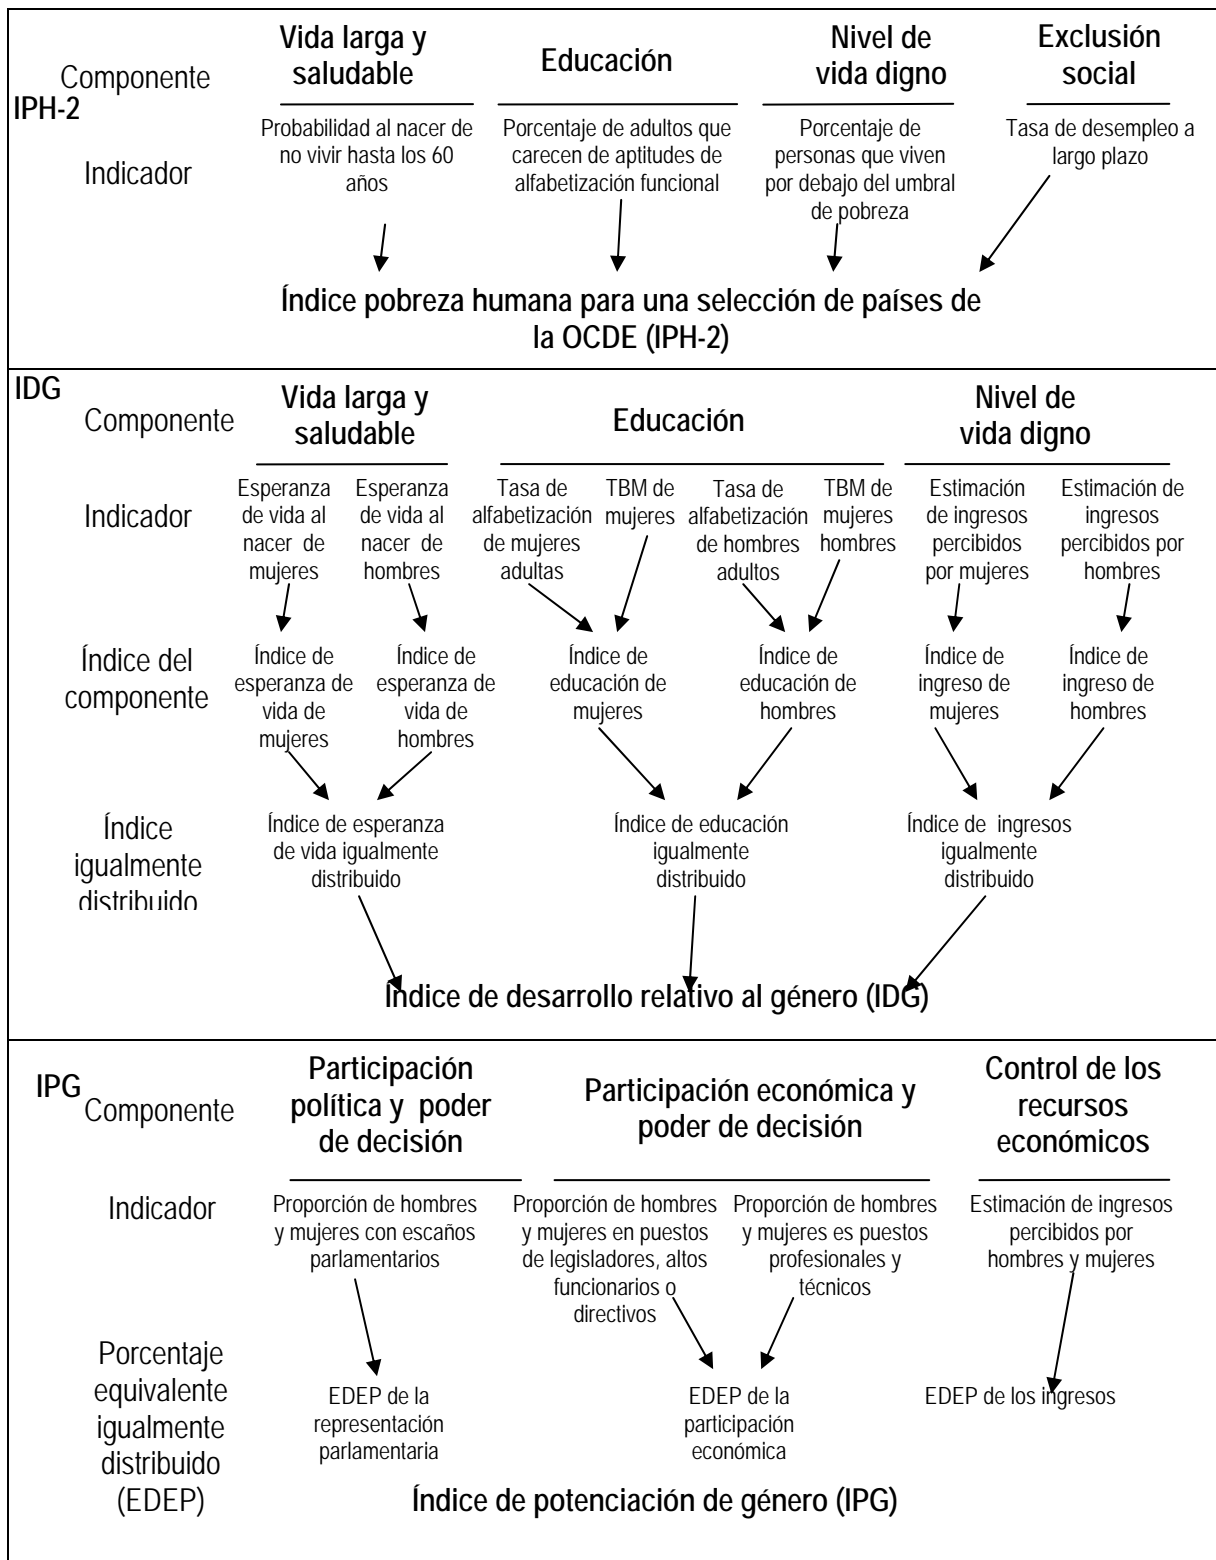 Vida larga y
saludable
Educación
Nivel de
vida digno
Exclusión
social
Componente
IPH-2
Indicador
Probabilidad al nacer de
no vivir hasta los 60
años
Porcentaje de adultos que
carecen de aptitudes de
alfabetización funcional
Porcentaje de
personas que viven
por debajo del umbral
de pobreza
Tasa de desempleo a
largo plazo
Índice pobreza humana para una selección de países de
la OCDE (IPH-2)
IDG
Componente
Vida larga y
saludable
Educación
Nivel de
vida digno
Indicador
Esperanza
de vida al
nacer de
mujeres
Esperanza
de vida al
nacer de
hombres
Tasa de
alfabetización
de mujeres
adultas
TBM de
mujeres
Tasa de
alfabetización
de hombres
adultos
TBM de
mujeres
hombres
Estimación
de ingresos
percibidos
por mujeres
Estimación de
ingresos
percibidos por
hombres
Índice del
componente
Índice de
esperanza de
vida de
mujeres
Índice de
esperanza de
vida de
hombres
Índice de
educación de
mujeres
Índice de
educación de
hombres
Índice de
ingreso de
mujeres
Índice de
ingreso de
hombres
Índice
igualmente
distribuido
Índice de esperanza
de vida igualmente
distribuido
Índice de educación
igualmente
distribuido
Índice de ingresos
igualmente
distribuido
Índice de desarrollo relativo al género (IDG)
IPG
Componente
Participación
política y poder
de decisión
Participación económica y
poder de decisión
Control de los
recursos
económicos
Indicador
Proporción de hombres
y mujeres con escaños
parlamentarios
Proporción de hombres
y mujeres en puestos
de legisladores, altos
funcionarios o
directivos
Proporción de hombres
y mujeres es puestos
profesionales y
técnicos
Estimación de ingresos
percibidos por
hombres y mujeres
Porcentaje
equivalente
igualmente
distribuido
(EDEP)
EDEP de la
representación
parlamentaria
EDEP de la
participación
económica
EDEP de los ingresos
Índice de potenciación de género (IPG)